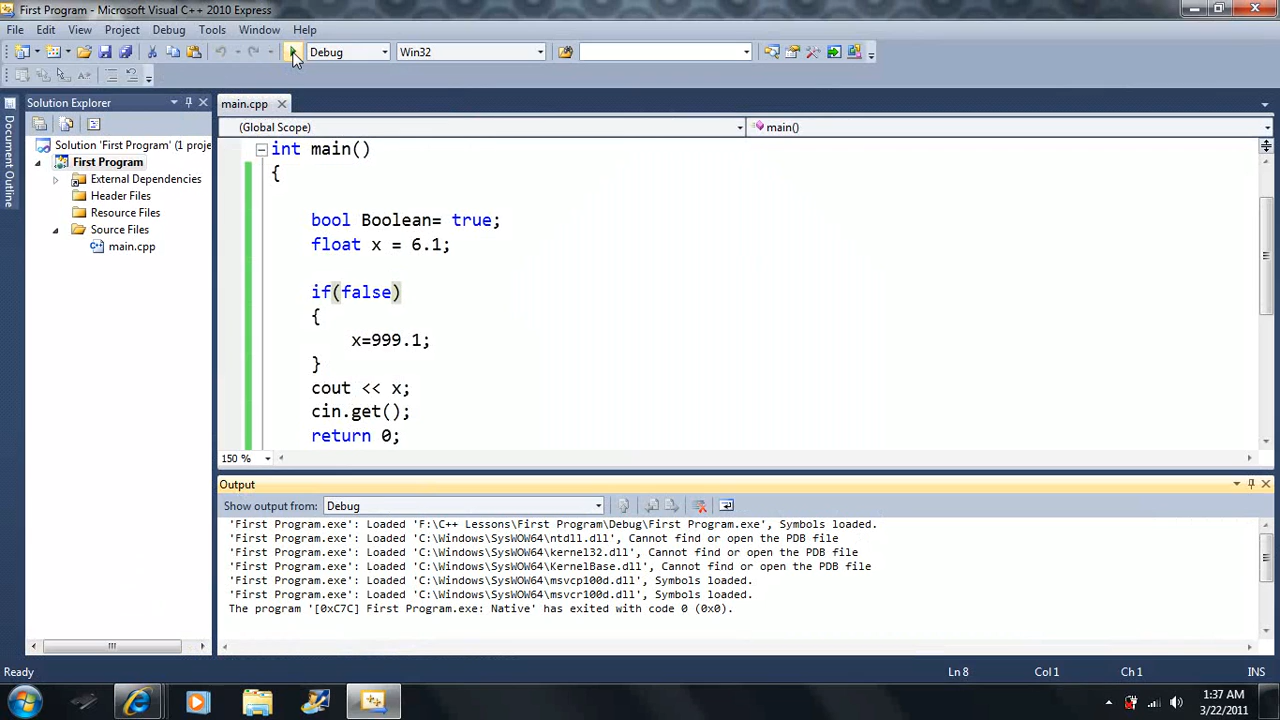 First Program - Microsoft Visual C++ 2010 Express
File Edit View Project Debug Tools Window Help
Debug Win32
Document Outline
Solution Explorer
Solution 'First Program' (1 proje
First Program
External Dependencies
Header Files
Resource Files
Source Files
main.cpp
main.cpp
(Global Scope) main()
int main()
{
bool Boolean= true;
float x = 6.1;
if(false)
{
x=999.1;
}
cout << x;
cin.get();
return 0;
150 %
Output
Show output from: Debug
'First Program.exe': Loaded 'F:\C++ Lessons\First Program\Debug\First Program.exe', Symbols loaded.
'First Program.exe': Loaded 'C:\Windows\SysWOW64\ntdll.dll', Cannot find or open the PDB file
'First Program.exe': Loaded 'C:\Windows\SysWOW64\kernel32.dll', Cannot find or open the PDB file
'First Program.exe': Loaded 'C:\Windows\SysWOW64\KernelBase.dll', Cannot find or open the PDB file
'First Program.exe': Loaded 'C:\Windows\SysWOW64\msvcp100d.dll', Symbols loaded.
'First Program.exe': Loaded 'C:\Windows\SysWOW64\msvcr100d.dll', Symbols loaded.
The program '[0xC7C] First Program.exe: Native' has exited with code 0 (0x0).
Ready Ln 8 Col 1 Ch 1 INS
1:37 AM
3/22/2011